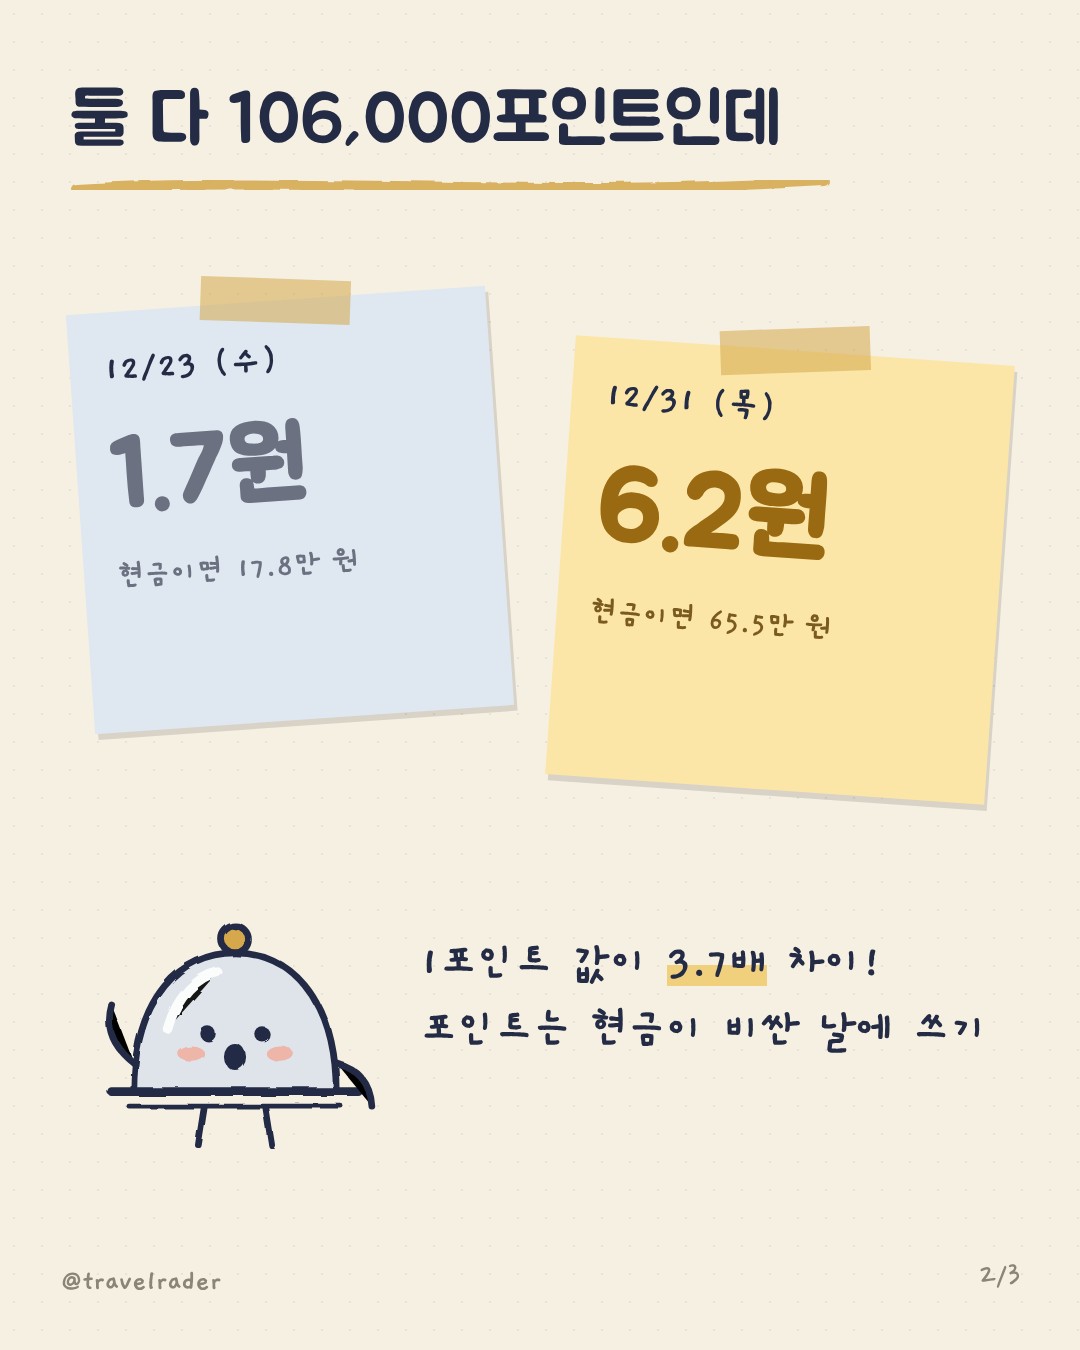 둘 다 106,000포인트인데
12/23 (수)
1.7원
현금이면 17.8만 원
12/31 (목)
6.2원
현금이면 65.5만 원
1포인트 값이 3.7배 차이!
포인트는 현금이 비싼 날에 쓰기
@travelrader
2/3